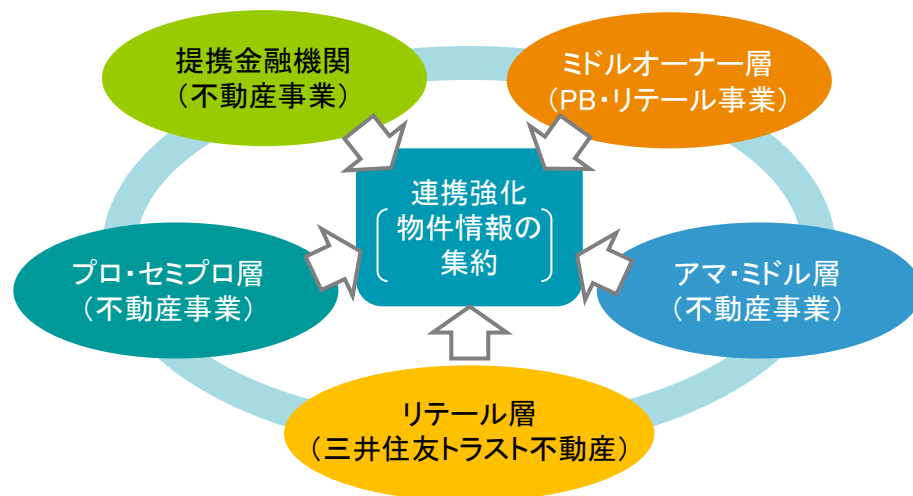 提携金融機関
（不動産事業）
ミドルオーナー層
（PB・リテール事業）
連携強化
物件情報の
集約
プロ・セミプロ層
（不動産事業）
アマ・ミドル層
（不動産事業）
リテール層
（三井住友トラスト不動産）